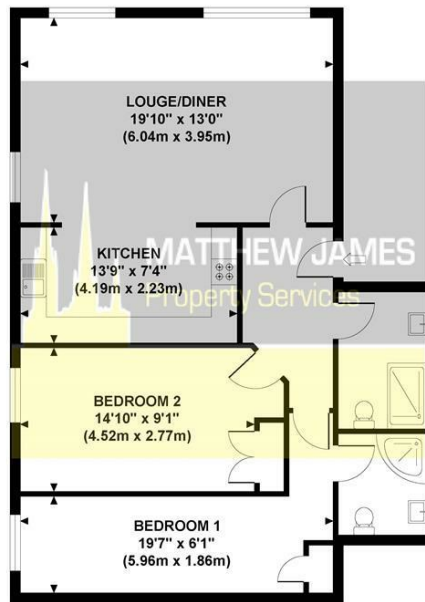 LOUGE/DINER
19'10" x 13'0"
(6.04m x 3.95m)
KITCHEN
13'9" x 7'4"
(4.19m x 2.23m)
MATTHEW JAMES
Property Services
BEDROOM 2
14'10" x 9'1"
(4.52m x 2.77m)
BEDROOM 1
19'7" x 6'1"
(5.96m x 1.86m)